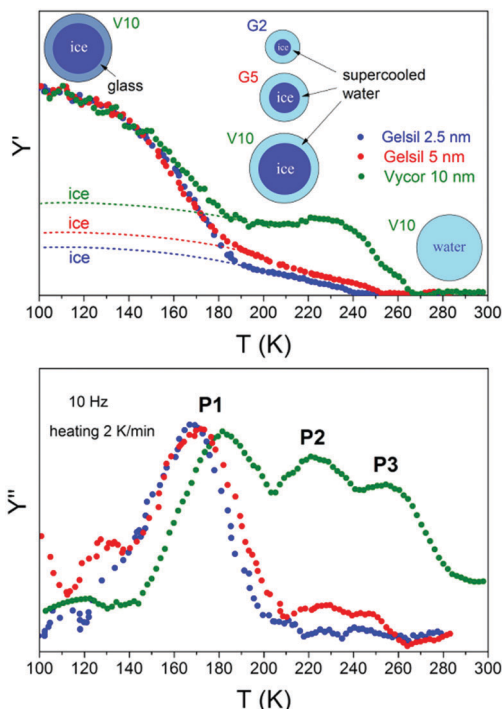 V10
ice
glass
G2
ice
G5
ice
supercooled
water
V10
ice
Gelsil 2.5 nm
Gelsil 5 nm
Vycor 10 nm
ice
ice
ice
V10
water
Y'
100 120 140 160 180 200 220 240 260 280 300
T (K)
10 Hz
heating 2 K/min
P1
P2
P3
Y"
100 120 140 160 180 200 220 240 260 280 300
T (K)